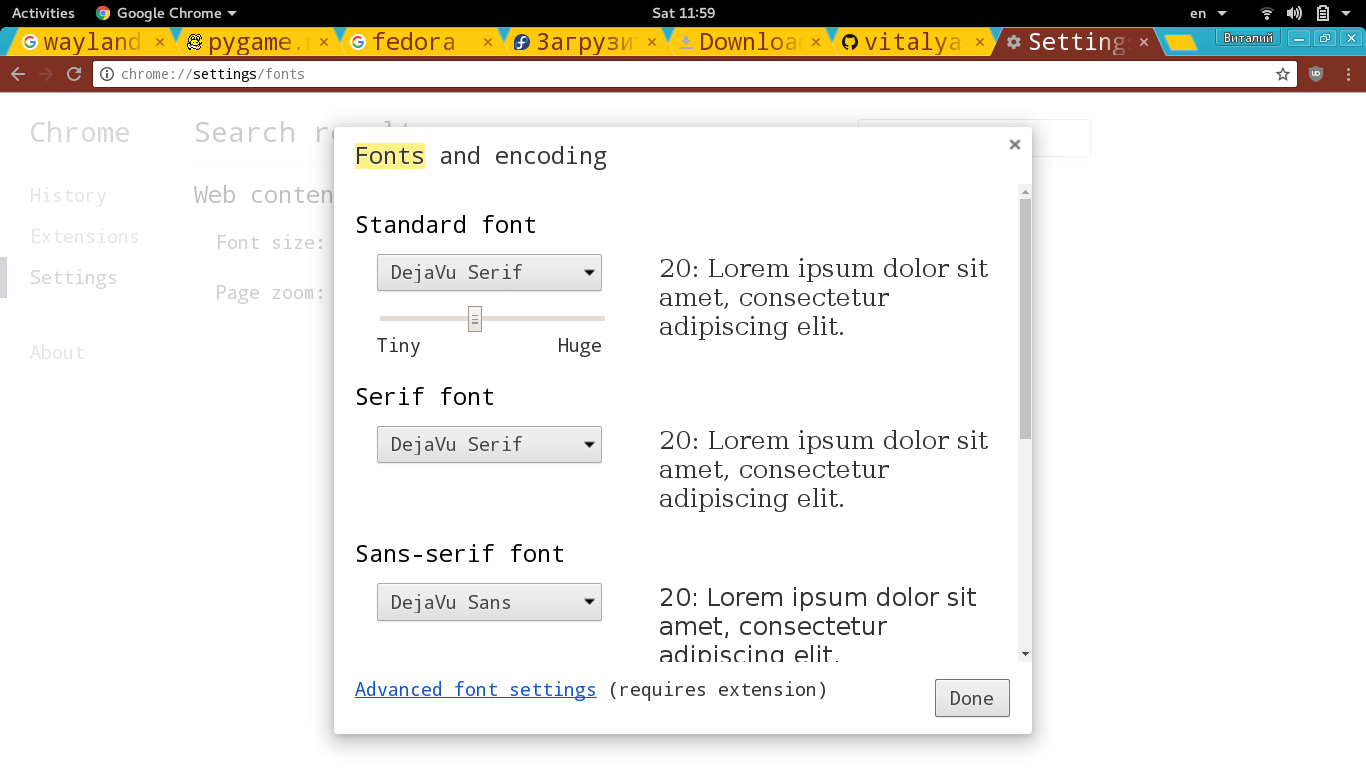 Activities Google Chrome Sat 11:59 en
wayland pygame. fedora Загрузи Downloa vitalya Setting Виталий
chrome://settings/fonts
Chrome Search
Fonts and encoding
History
Web conten
Extensions
Settings
Font size:
Page zoom:
About
Standard font
DejaVu Serif
Tiny Huge
20: Lorem ipsum dolor sit
amet, consectetur
adipiscing elit.
Serif font
DejaVu Serif
20: Lorem ipsum dolor sit
amet, consectetur
adipiscing elit.
Sans-serif font
DejaVu Sans
20: Lorem ipsum dolor sit
amet, consectetur
adipiscing elit.
Advanced font settings (requires extension)
Done